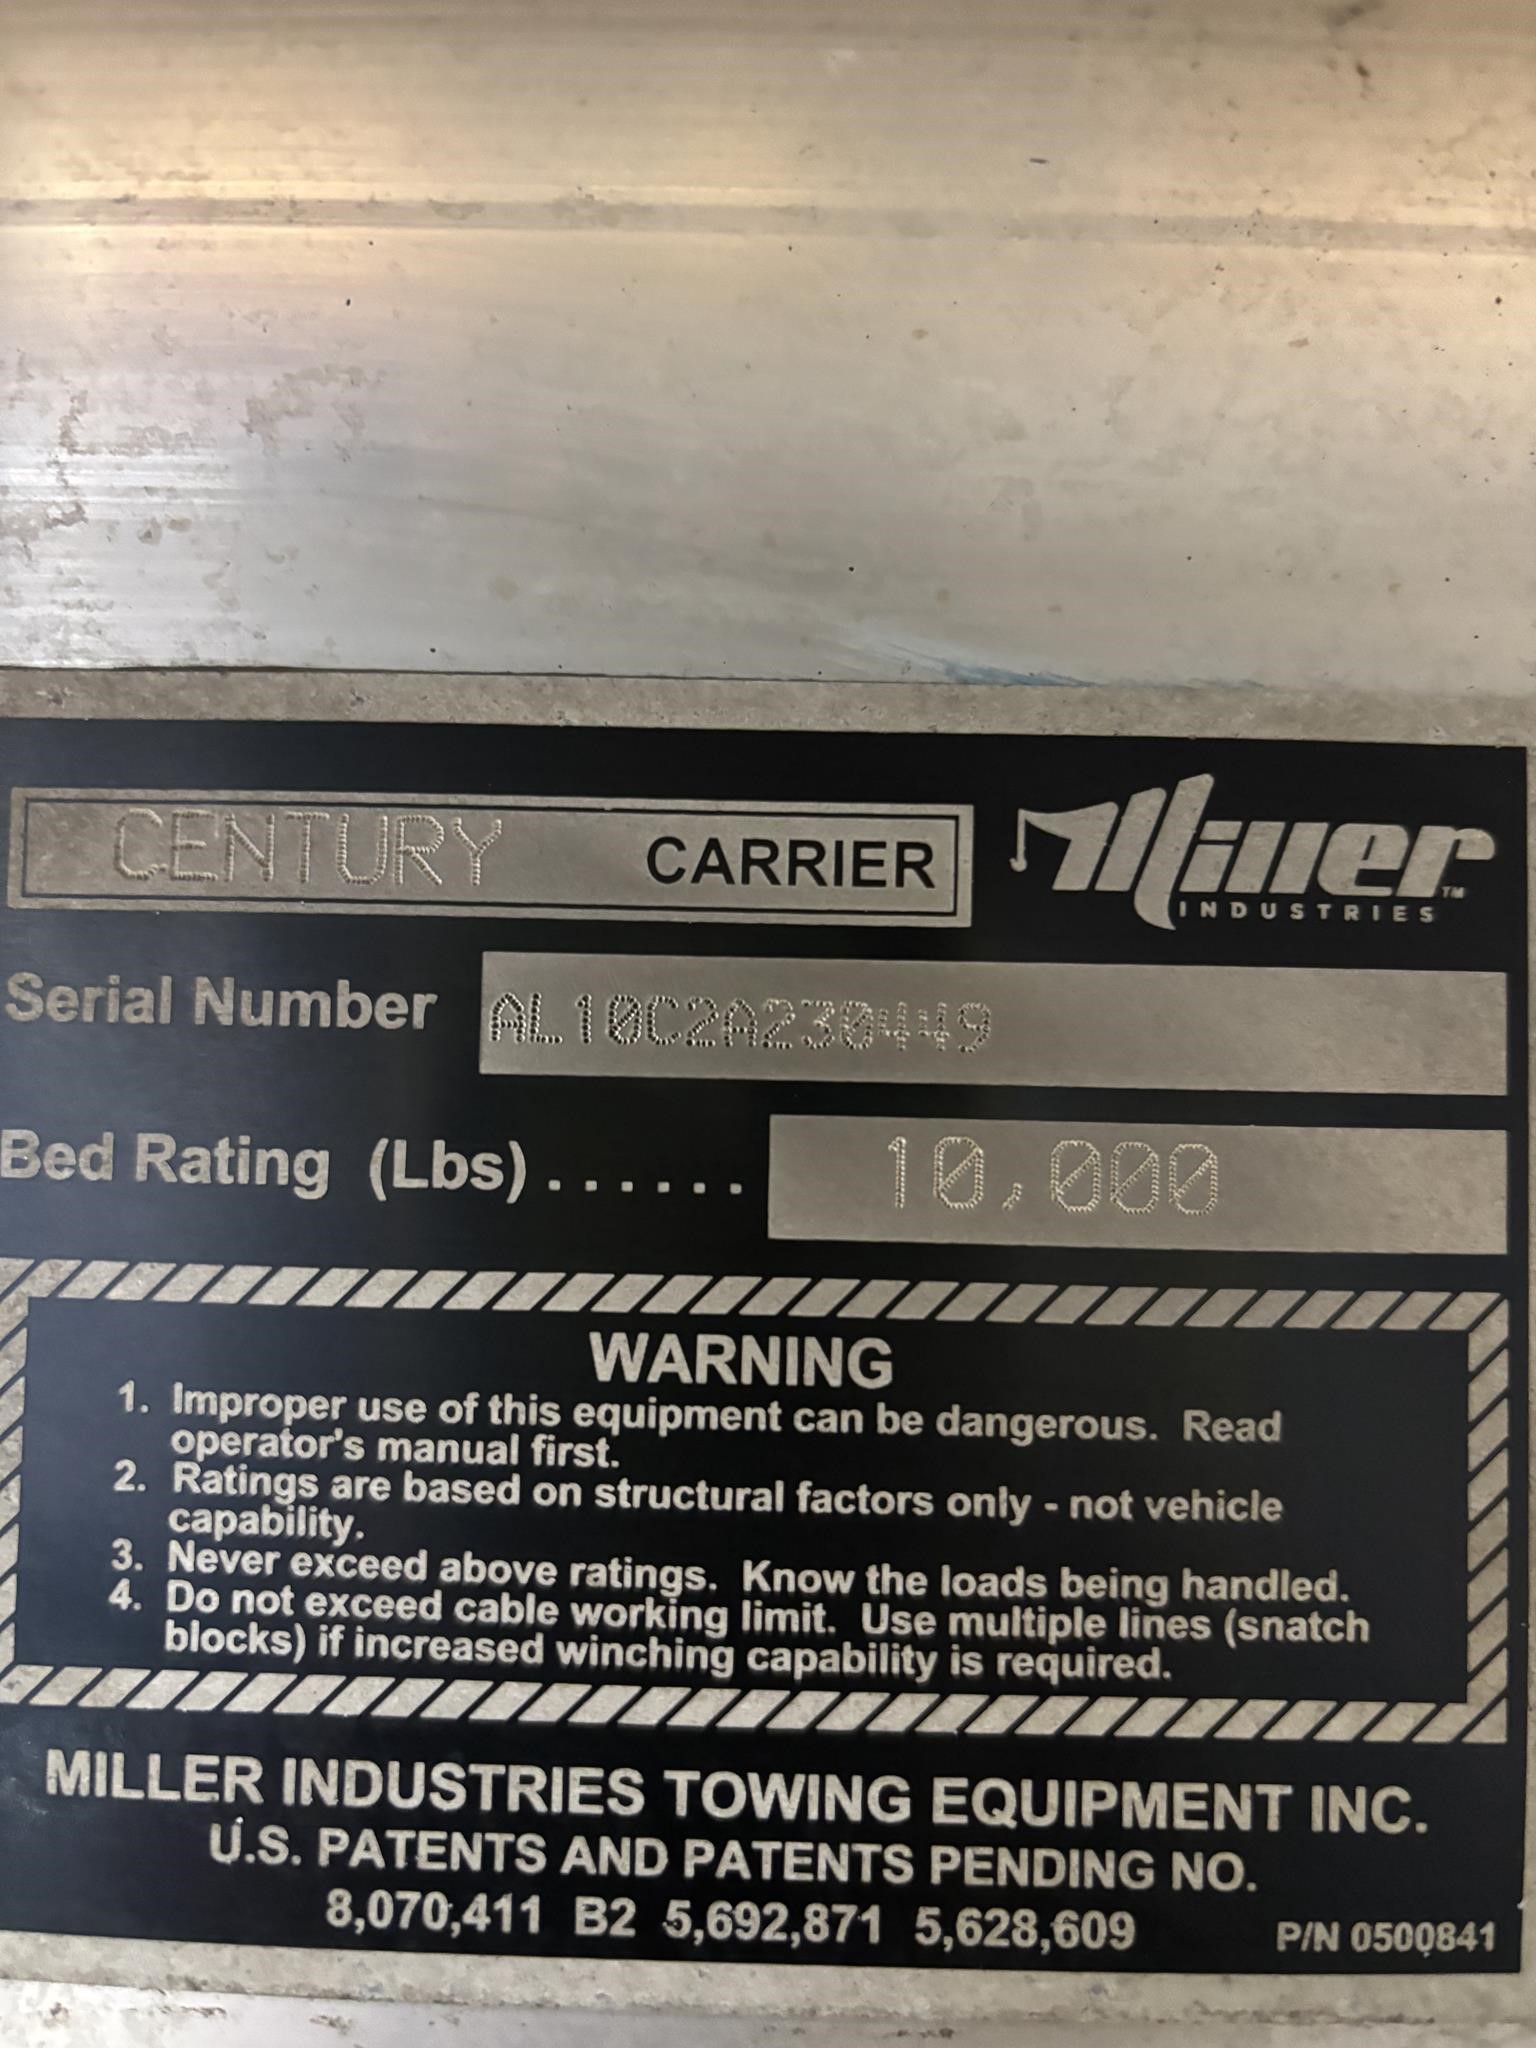 CENTURY CARRIER
Miller™
INDUSTRIES
Serial Number AL10C2A230449
Bed Rating (Lbs) ...... 10,000
WARNING
1. Improper use of this equipment can be dangerous. Read
operator's manual first.
2. Ratings are based on structural factors only - not vehicle
capability.
3. Never exceed above ratings. Know the loads being handled.
4. Do not exceed cable working limit. Use multiple lines (snatch
blocks) if increased winching capability is required.
MILLER INDUSTRIES TOWING EQUIPMENT INC.
U.S. PATENTS AND PATENTS PENDING NO.
8,070,411 B2 5,692,871 5,628,609
P/N 0500841